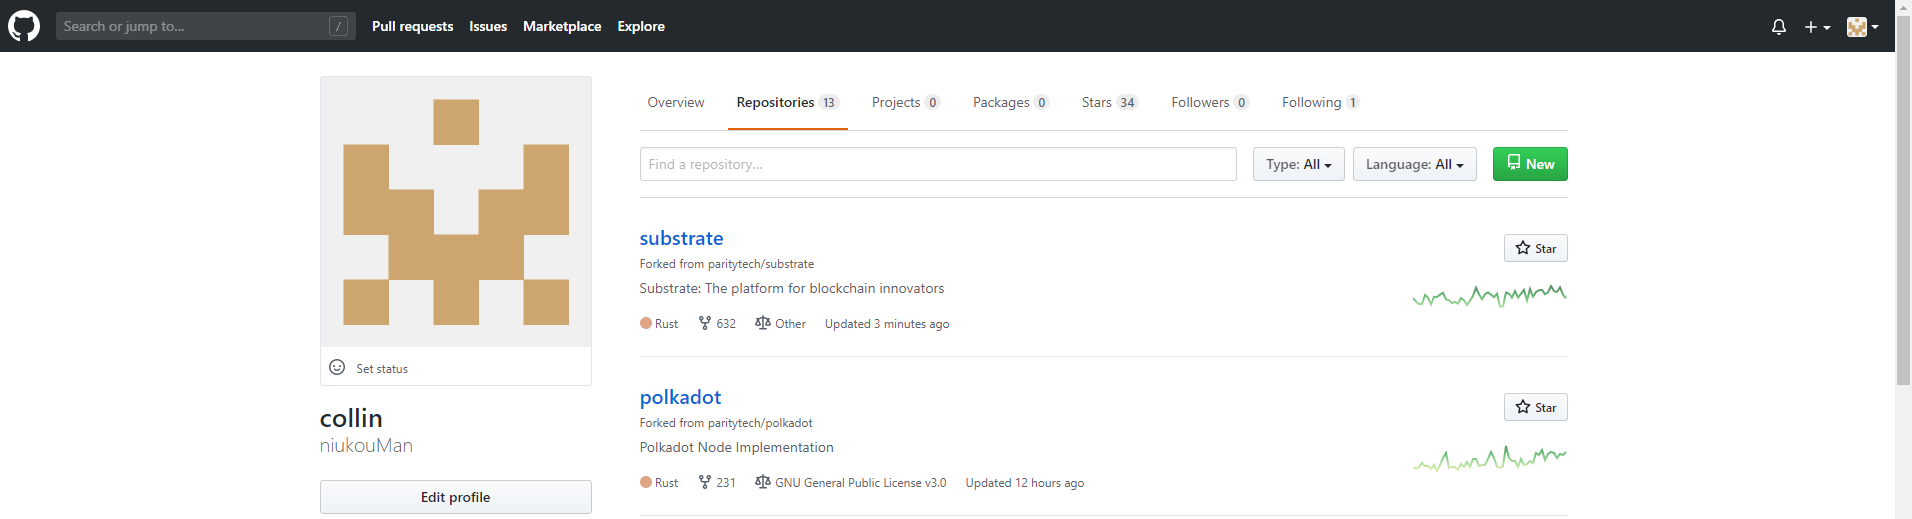 Search or jump to... / Pull requests Issues Marketplace Explore
Overview Repositories 13 Projects 0 Packages 0 Stars 34 Followers 0 Following 1
Find a repository... Type: All Language: All New
substrate Star
Forked from paritytech/substrate
Substrate: The platform for blockchain innovators
Rust 632 Other Updated 3 minutes ago
polkadot Star
Forked from paritytech/polkadot
Polkadot Node Implementation
Rust 231 GNU General Public License v3.0 Updated 12 hours ago
Set status
collin
niukouMan
Edit profile